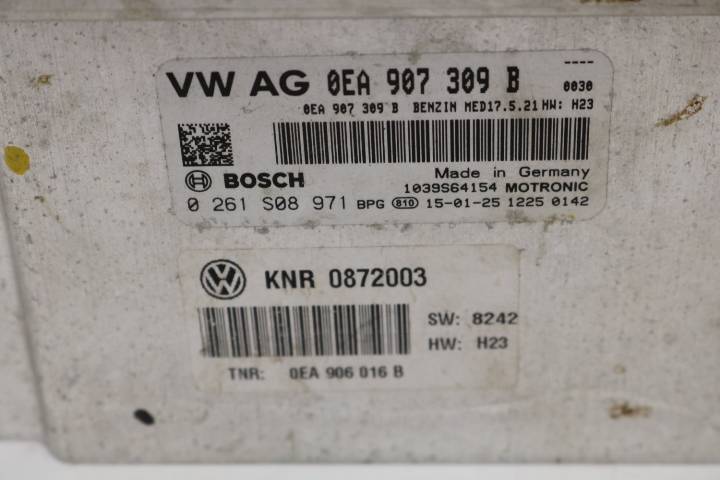 VW AG 0EA 907 309 B
----
0030
0EA 907 309 B BENZIN MED17.5.21 HW: H23
BOSCH
Made in Germany
1039S64154 MOTRONIC
0 261 S08 971 BPG 810 15-01-25 1225 0142
VW KNR 0872003
SW: 8242
HW: H23
TNR: 0EA 906 016 B